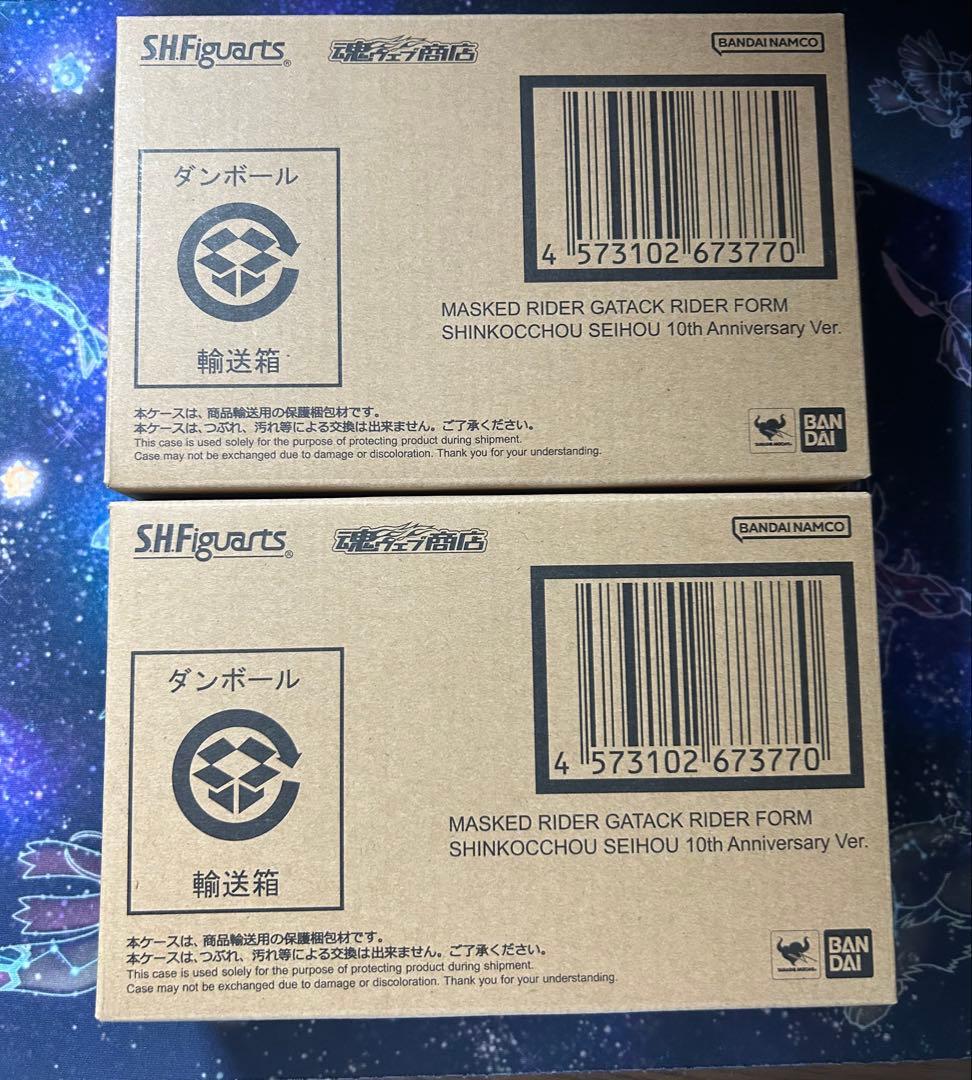 S.H.Figuarts®
魂ウェブ商店
BANDAI NAMCO
ダンボール
輸送箱
4 573102 673770
MASKED RIDER GATACK RIDER FORM
SHINKOCCHOU SEIHOU 10th Anniversary Ver.
本ケースは、商品輸送用の保護梱包材です。
本ケースは、つぶれ、汚れ等による交換は出来ません。ご了承ください。
This case is used solely for the purpose of protecting product during shipment.
Case may not be exchanged due to damage or discoloration. Thank you for your understanding.
TAMASHII NATIONS
BAN
DAI
S.H.Figuarts®
魂ウェブ商店
BANDAI NAMCO
ダンボール
輸送箱
4 573102 673770
MASKED RIDER GATACK RIDER FORM
SHINKOCCHOU SEIHOU 10th Anniversary Ver.
本ケースは、商品輸送用の保護梱包材です。
本ケースは、つぶれ、汚れ等による交換は出来ません。ご了承ください。
This case is used solely for the purpose of protecting product during shipment.
Case may not be exchanged due to damage or discoloration. Thank you for your understanding.
TAMASHII NATIONS
BAN
DAI